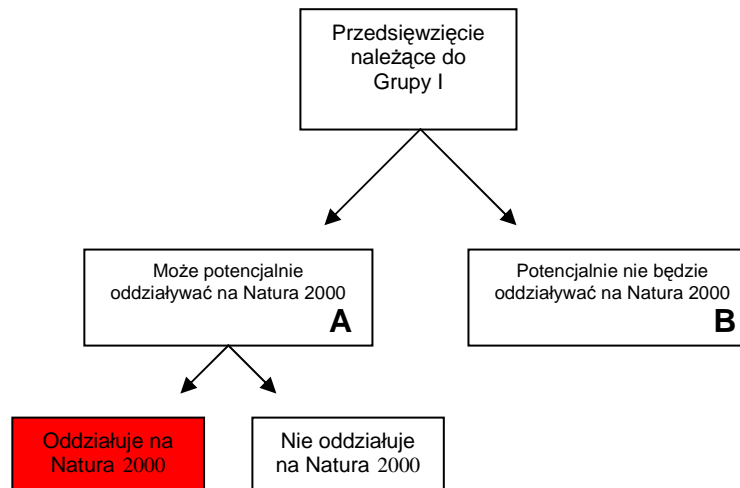 Przedsięwzięcie
należące do
Grupy I
Może potencjalnie
oddziaływać na Natura 2000
A
Potencjalnie nie będzie
oddziaływać na Natura 2000
B
Oddziałuje na
Natura 2000
Nie oddziałuje
na Natura 2000